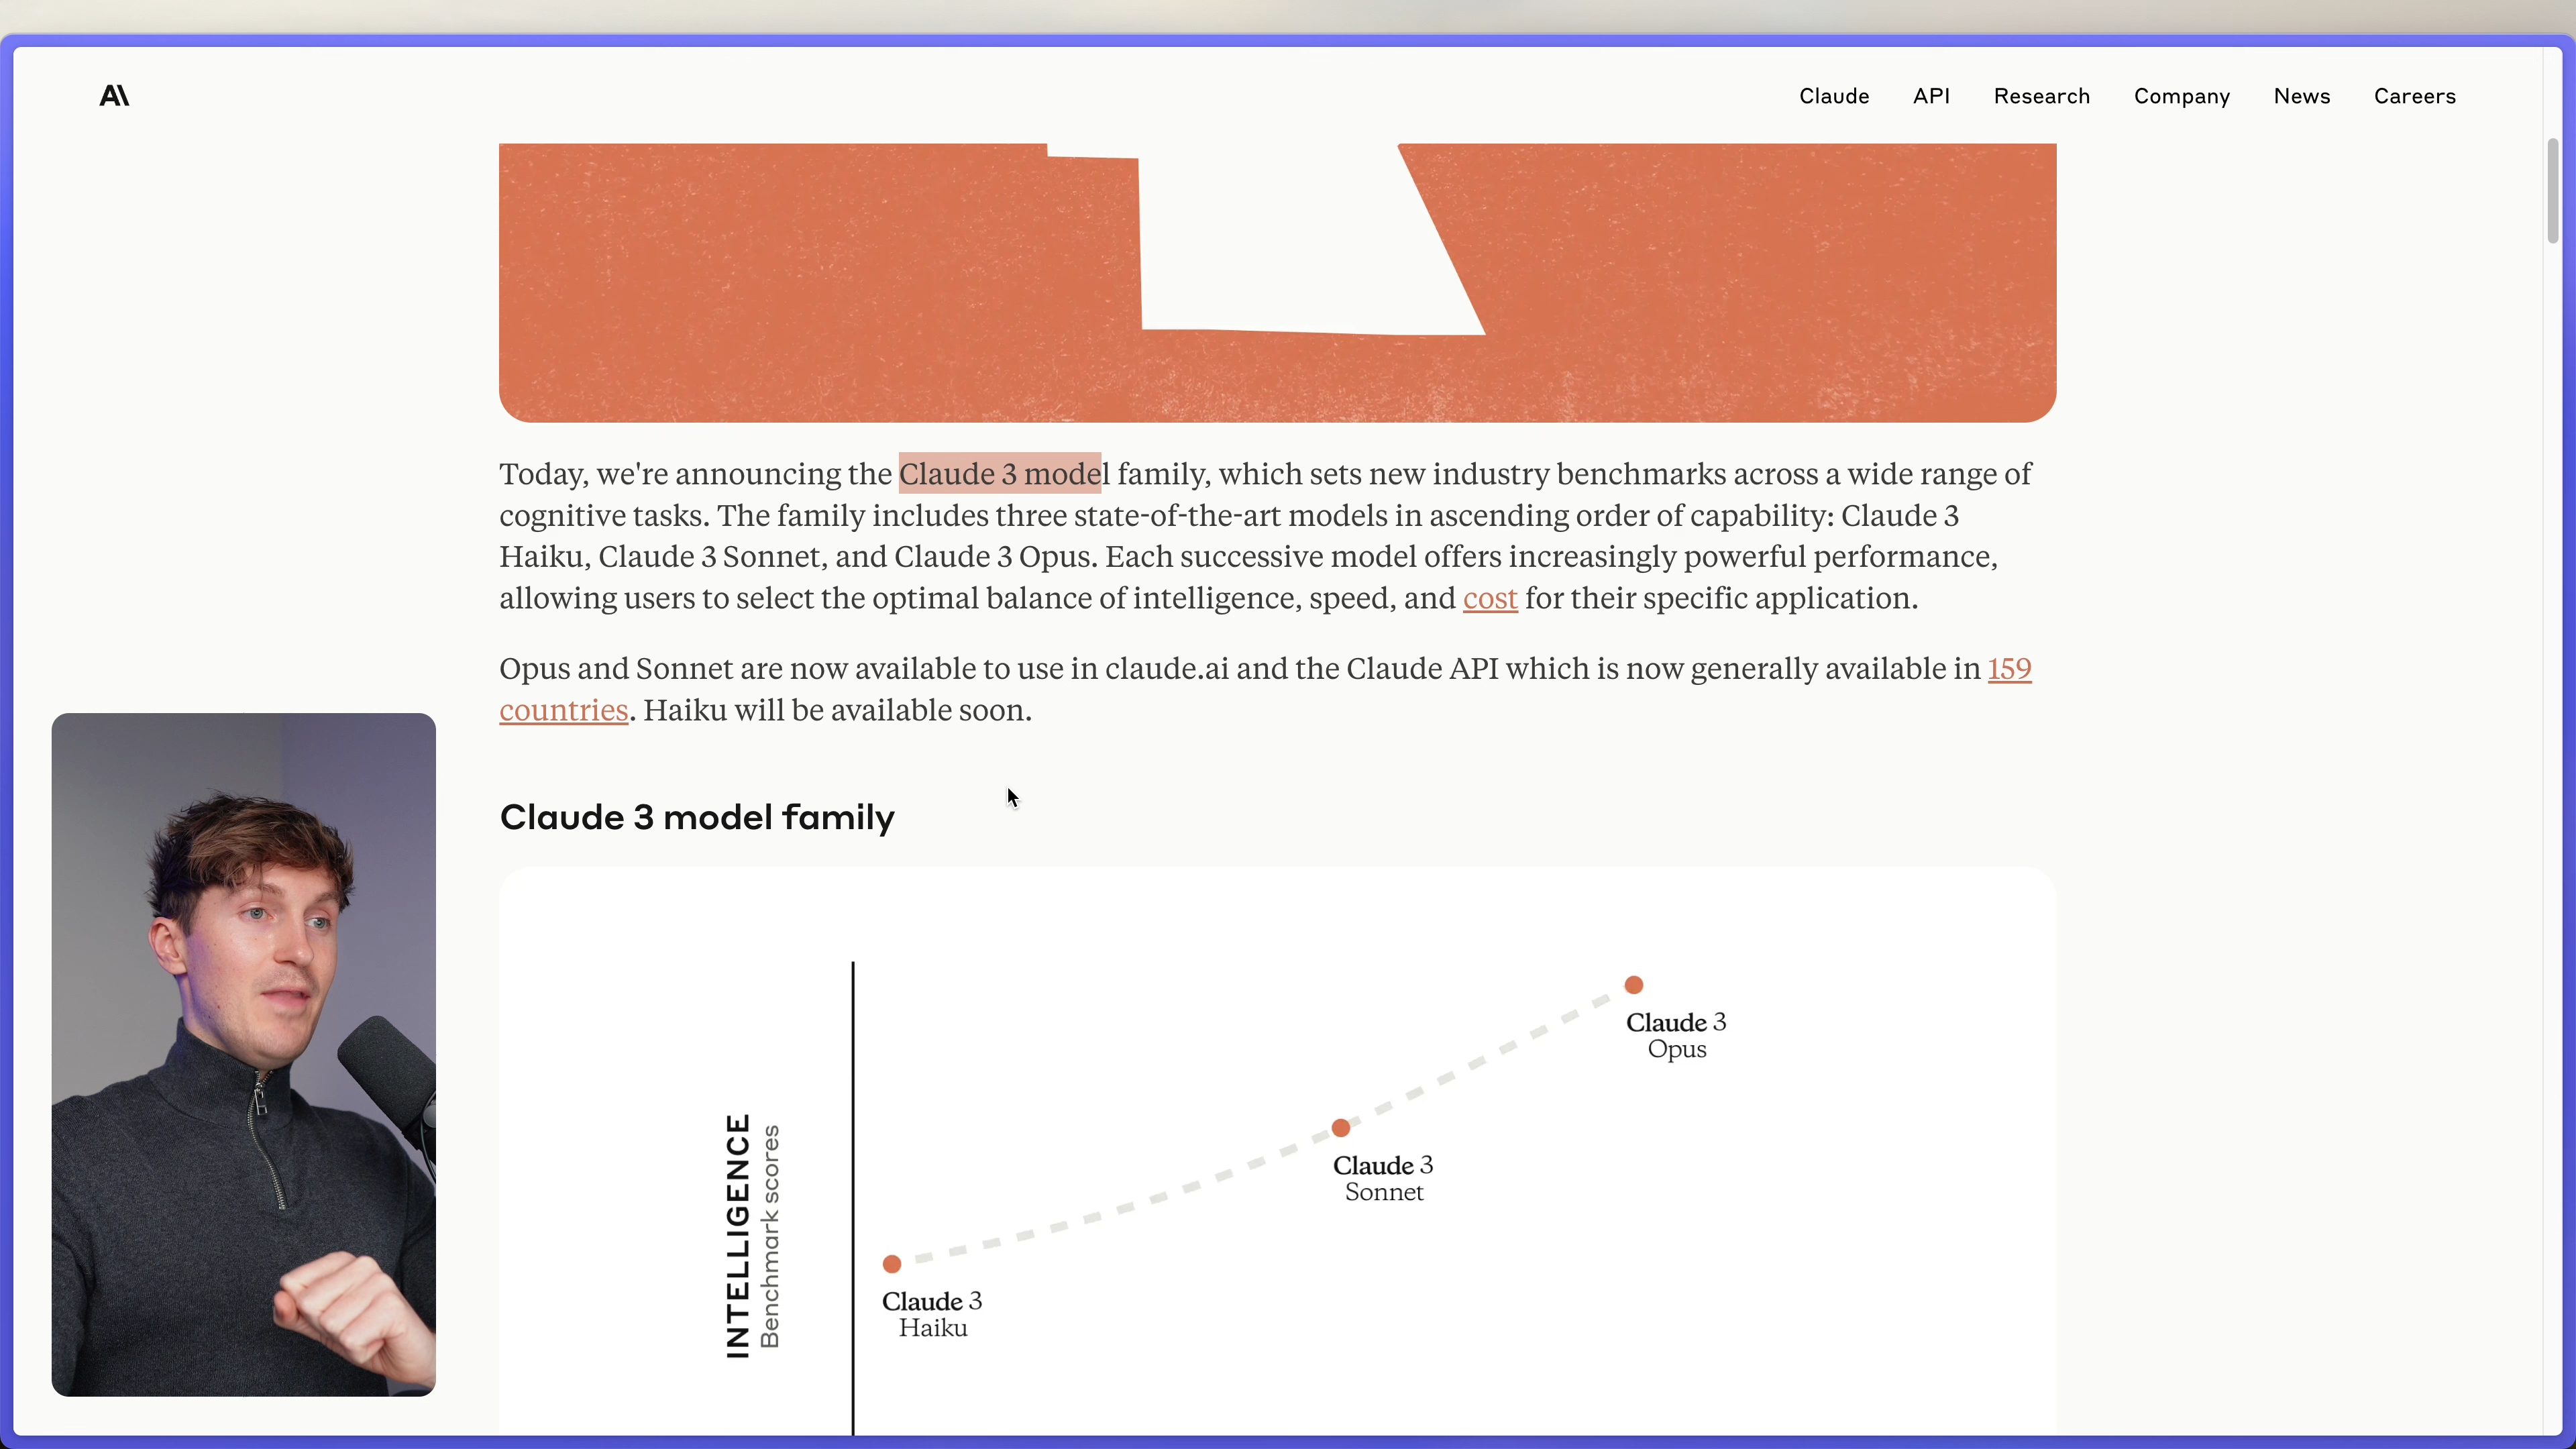 A\
Claude API Research Company News Careers
Today, we're announcing the Claude 3 model family, which sets new industry benchmarks across a wide range of
cognitive tasks. The family includes three state-of-the-art models in ascending order of capability: Claude 3
Haiku, Claude 3 Sonnet, and Claude 3 Opus. Each successive model offers increasingly powerful performance,
allowing users to select the optimal balance of intelligence, speed, and cost for their specific application.
Opus and Sonnet are now available to use in claude.ai and the Claude API which is now generally available in 159
countries. Haiku will be available soon.
Claude 3 model family
INTELLIGENCE
Benchmark scores
Claude 3
Opus
Claude 3
Sonnet
Claude 3
Haiku